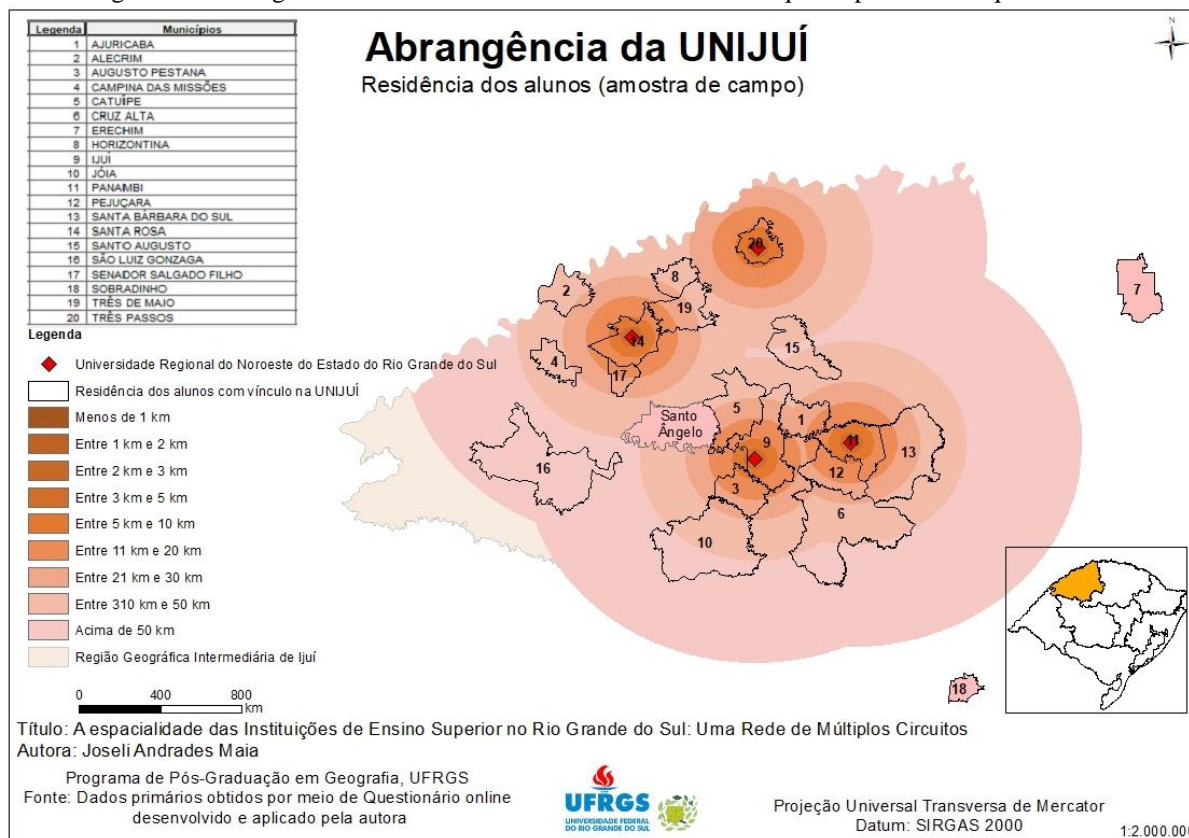 Abrangência da UNIJUÍ
Residência dos alunos (amostra de campo)
N
Legenda Municípios
1 AJURICABA
2 ALECRIM
3 AUGUSTO PESTANA
4 CAMPINA DAS MISSÕES
5 CATUÍPE
6 CRUZ ALTA
7 ERECHIM
8 HORIZONTINA
9 IJUÍ
10 JÓIA
11 PANAMBI
12 PEJUÇARA
13 SANTA BÁRBARA DO SUL
14 SANTA ROSA
15 SANTO AUGUSTO
16 SÃO LUIZ GONZAGA
17 SENADOR SALGADO FILHO
18 SOBRADINHO
19 TRÊS DE MAIO
20 TRÊS PASSOS
Legenda
Universidade Regional do Noroeste do Estado do Rio Grande do Sul
Residência dos alunos com vínculo na UNIJUÍ
Menos de 1 km
Entre 1 km e 2 km
Entre 2 km e 3 km
Entre 3 km e 5 km
Entre 5 km e 10 km
Entre 11 km e 20 km
Entre 21 km e 30 km
Entre 310 km e 50 km
Acima de 50 km
Região Geográfica Intermediária de Ijuí
20
7
8
2
19
14
15
4
17
5
1
Santo
Ângelo
9
11
13
16
12
3
6
10
18
0 400 800
km
Título: A espacialidade das Instituições de Ensino Superior no Rio Grande do Sul: Uma Rede de Múltiplos Circuitos
Autora: Joseli Andrades Maia
Programa de Pós-Graduação em Geografia, UFRGS
Fonte: Dados primários obtidos por meio de Questionário online
desenvolvido e aplicado pela autora
UFRGS
UNIVERSIDADE FEDERAL
DO RIO GRANDE DO SUL
Projeção Universal Transversa de Mercator
Datum: SIRGAS 2000
1:2.000.00